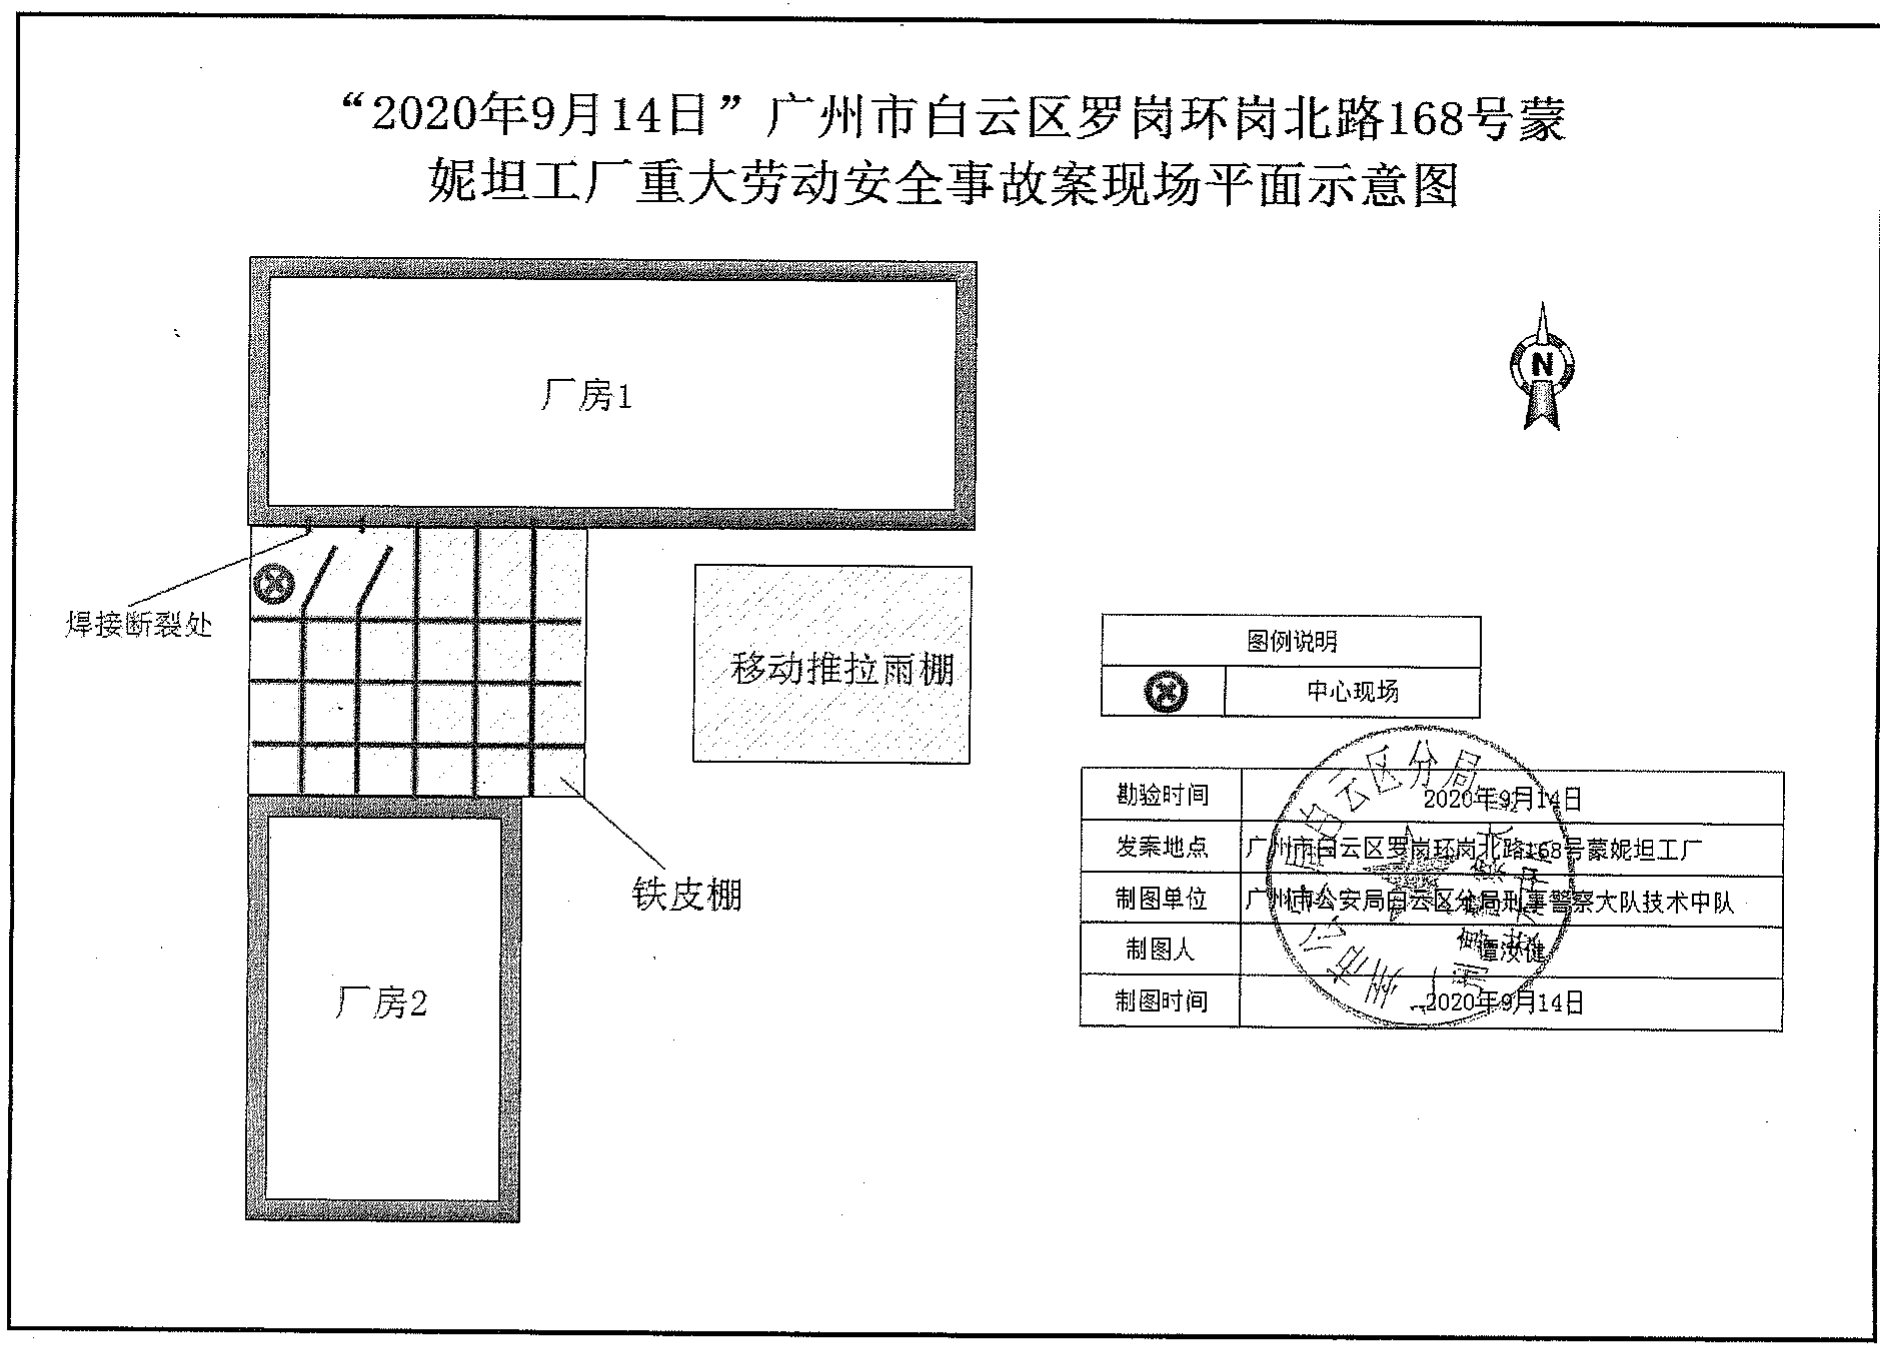 “2020年9月14日”广州市白云区罗岗环岗北路168号蒙
妮坦工厂重大劳动安全事故案现场平面示意图
厂房1
N
焊接断裂处
移动推拉雨棚
图例说明
中心现场
勘验时间 2020年9月14日
发案地点 广州市白云区罗岗环岗北路168号蒙妮坦工厂
制图单位 广州市公安局白云区分局刑事警察大队技术中队
制图人
制图时间 2020年9月14日
铁皮棚
厂房2